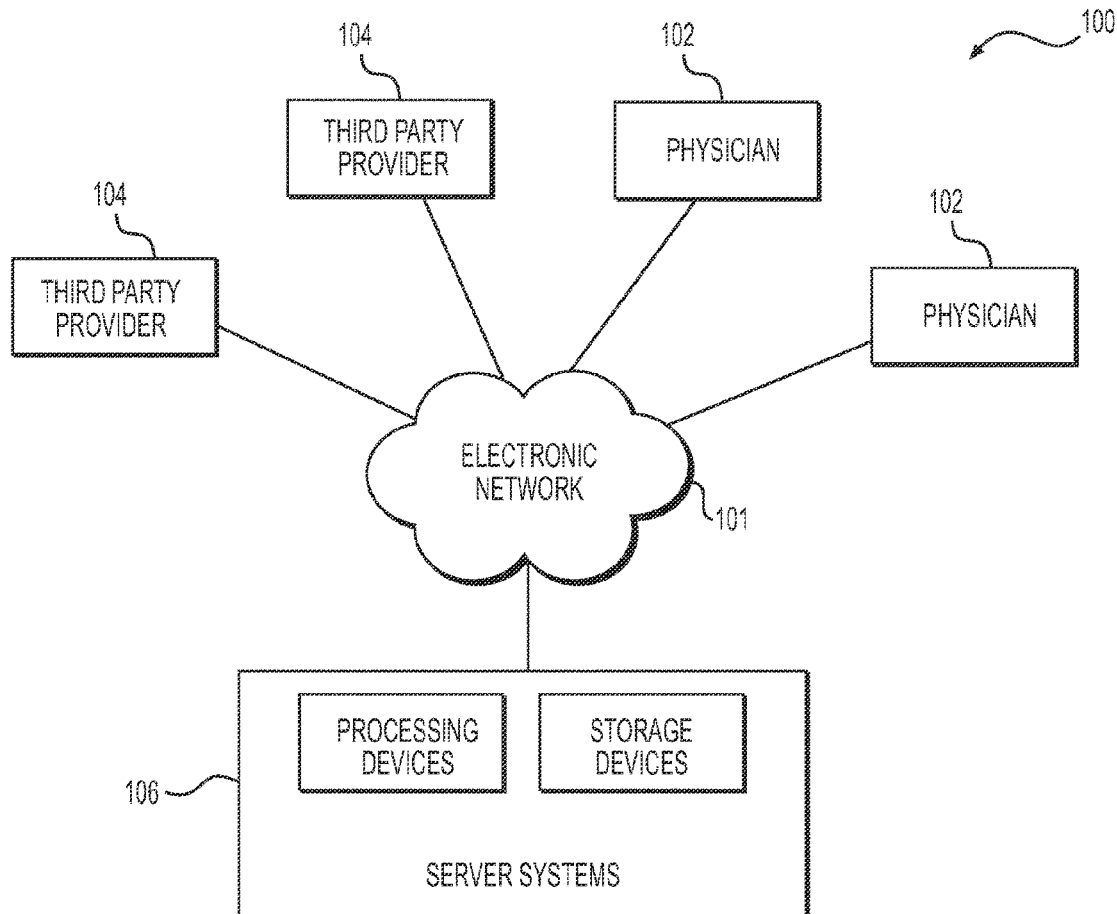 100
104
102
THIRD PARTY
PROVIDER
PHYSICIAN
104
102
THIRD PARTY
PROVIDER
PHYSICIAN
ELECTRONIC
NETWORK
101
PROCESSING
DEVICES
STORAGE
DEVICES
106
SERVER SYSTEMS